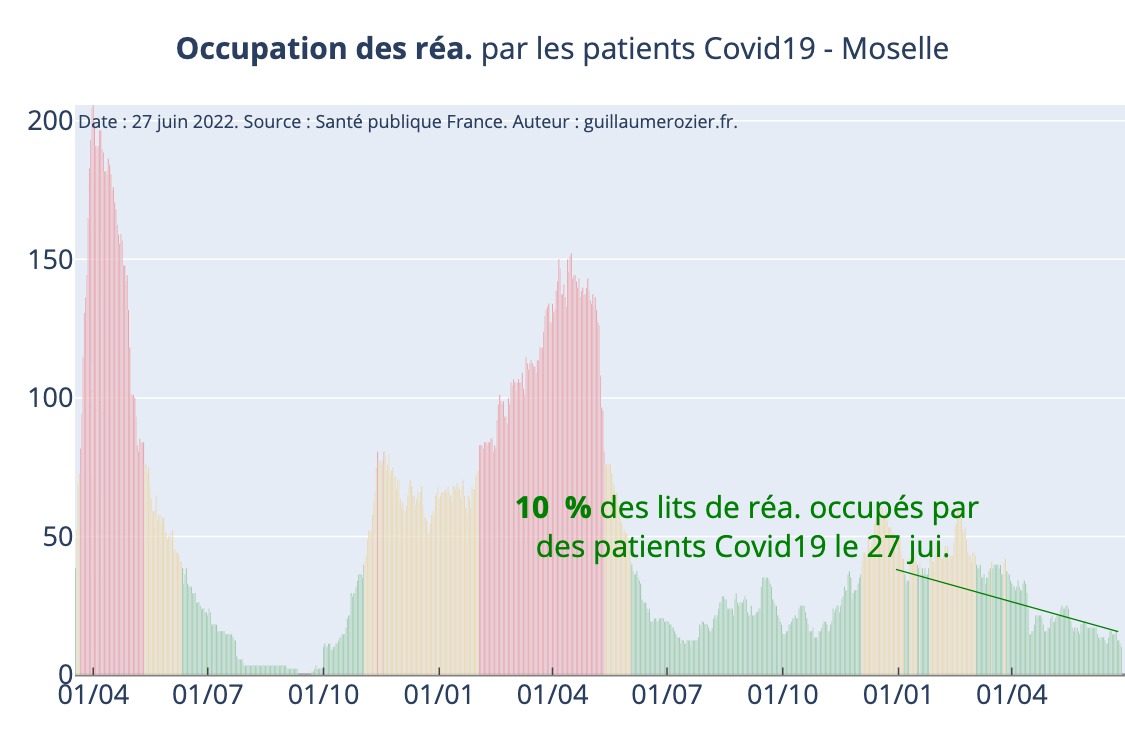 Occupation des réa. par les patients Covid19 - Moselle
200
Date : 27 juin 2022. Source : Santé publique France. Auteur : guillaumerozier.fr.
150
100
10 % des lits de réa. occupés par
des patients Covid19 le 27 jui.
50
0
01/04 01/07 01/10 01/01 01/04 01/07 01/10 01/01 01/04